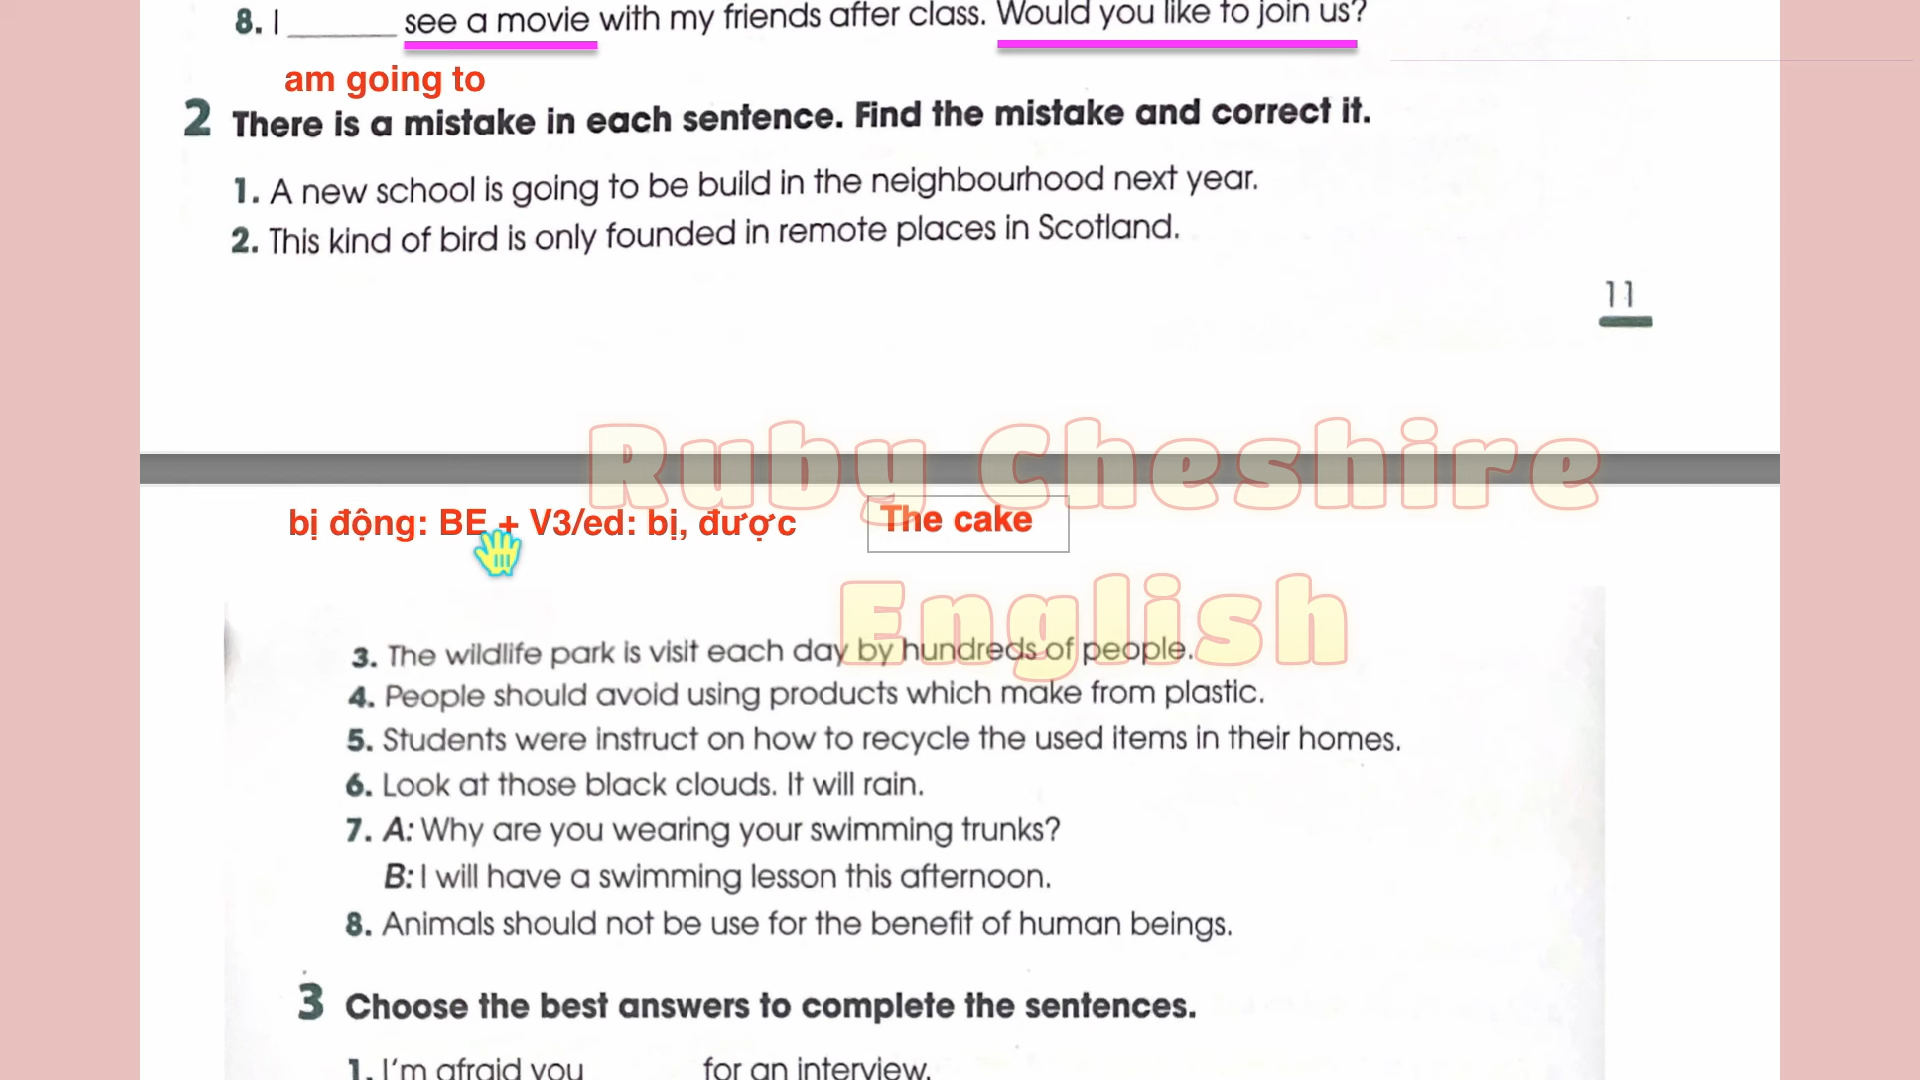 8. I _______ see a movie with my friends after class. Would you like to join us?
am going to
2 There is a mistake in each sentence. Find the mistake and correct it.
1. A new school is going to be build in the neighbourhood next year.
2. This kind of bird is only founded in remote places in Scotland.
11
Ruby Cheshire
bị động: BE + V3/ed: bị, được
The cake
English
3. The wildlife park is visit each day by hundreds of people.
4. People should avoid using products which make from plastic.
5. Students were instruct on how to recycle the used items in their homes.
6. Look at those black clouds. It will rain.
7. A: Why are you wearing your swimming trunks?
B: I will have a swimming lesson this afternoon.
8. Animals should not be use for the benefit of human beings.
3 Choose the best answers to complete the sentences.
1. I'm afraid you _______ for an interview.